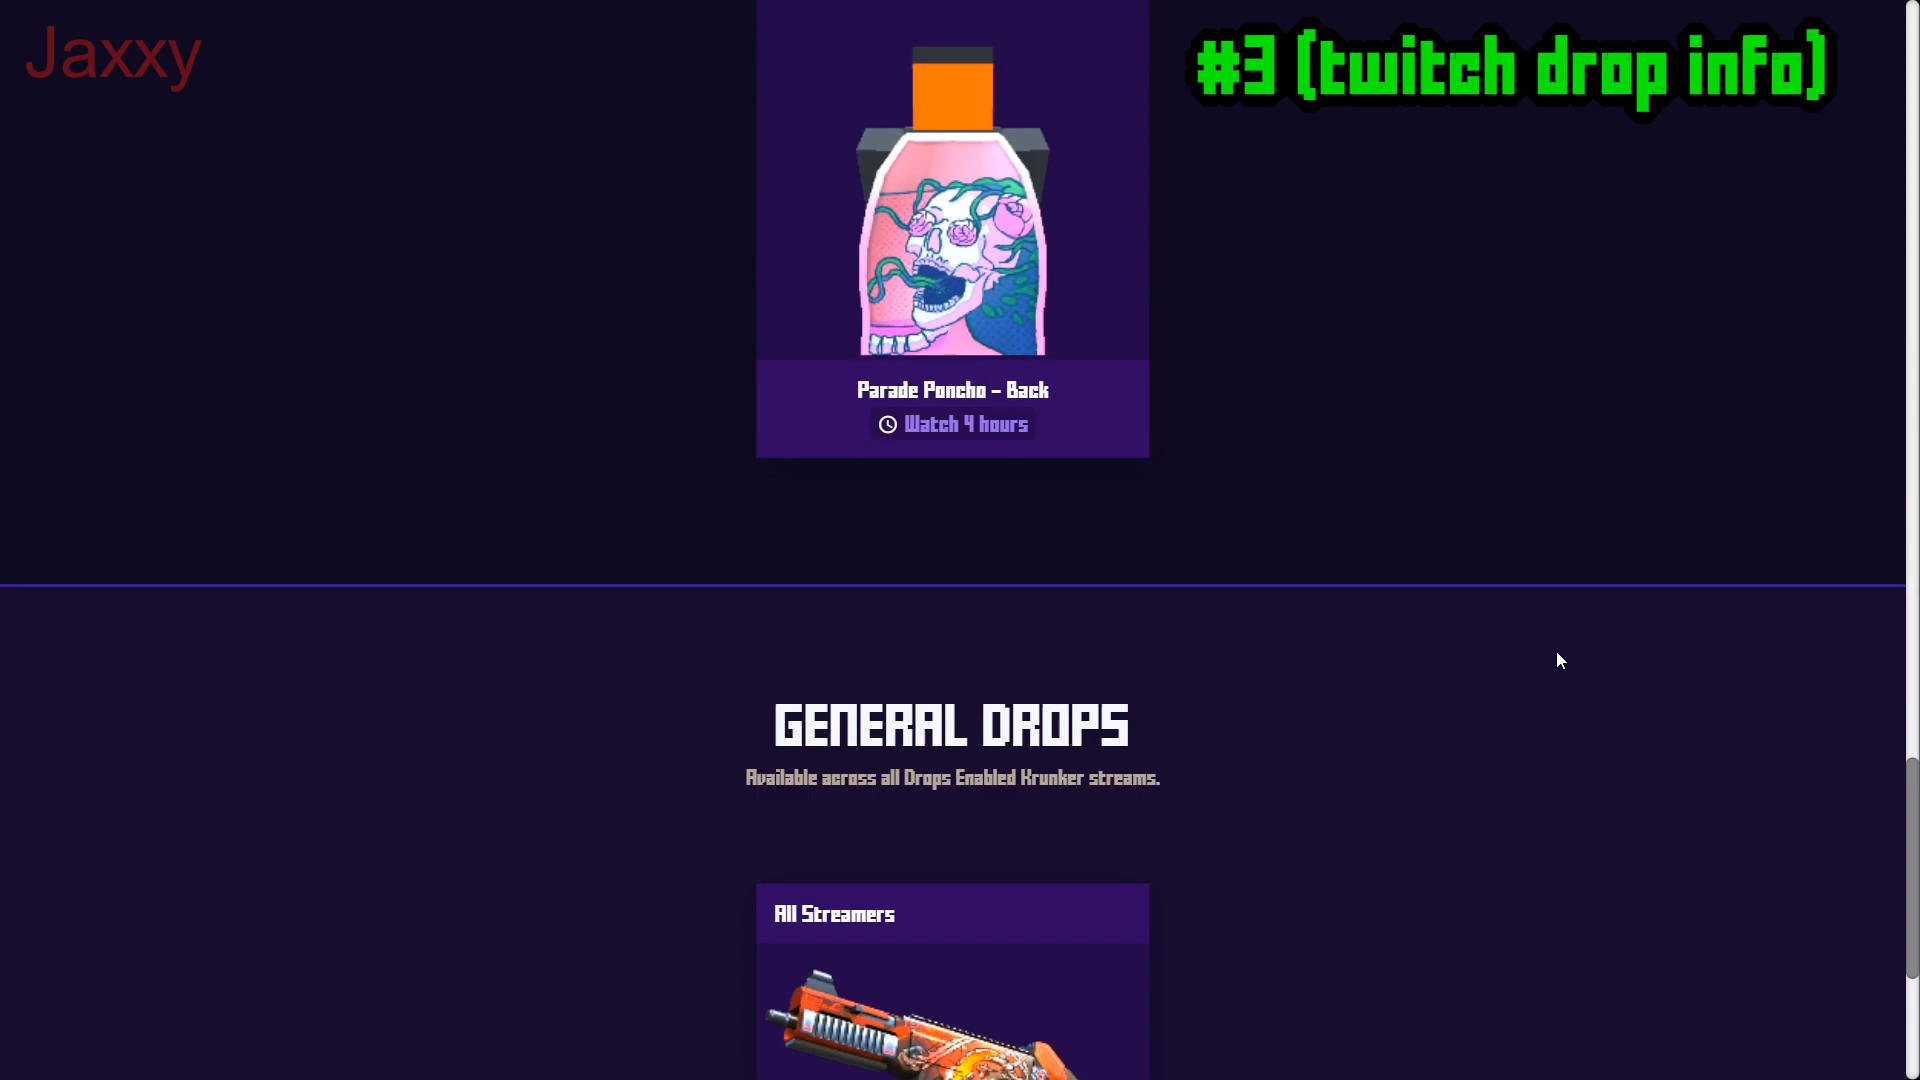 Jaxxy
#3 (twitch drop info)
Parade Poncho - Back
Watch 4 hours
GENERAL DROPS
Available across all Drops Enabled Krunker streams.
All Streamers